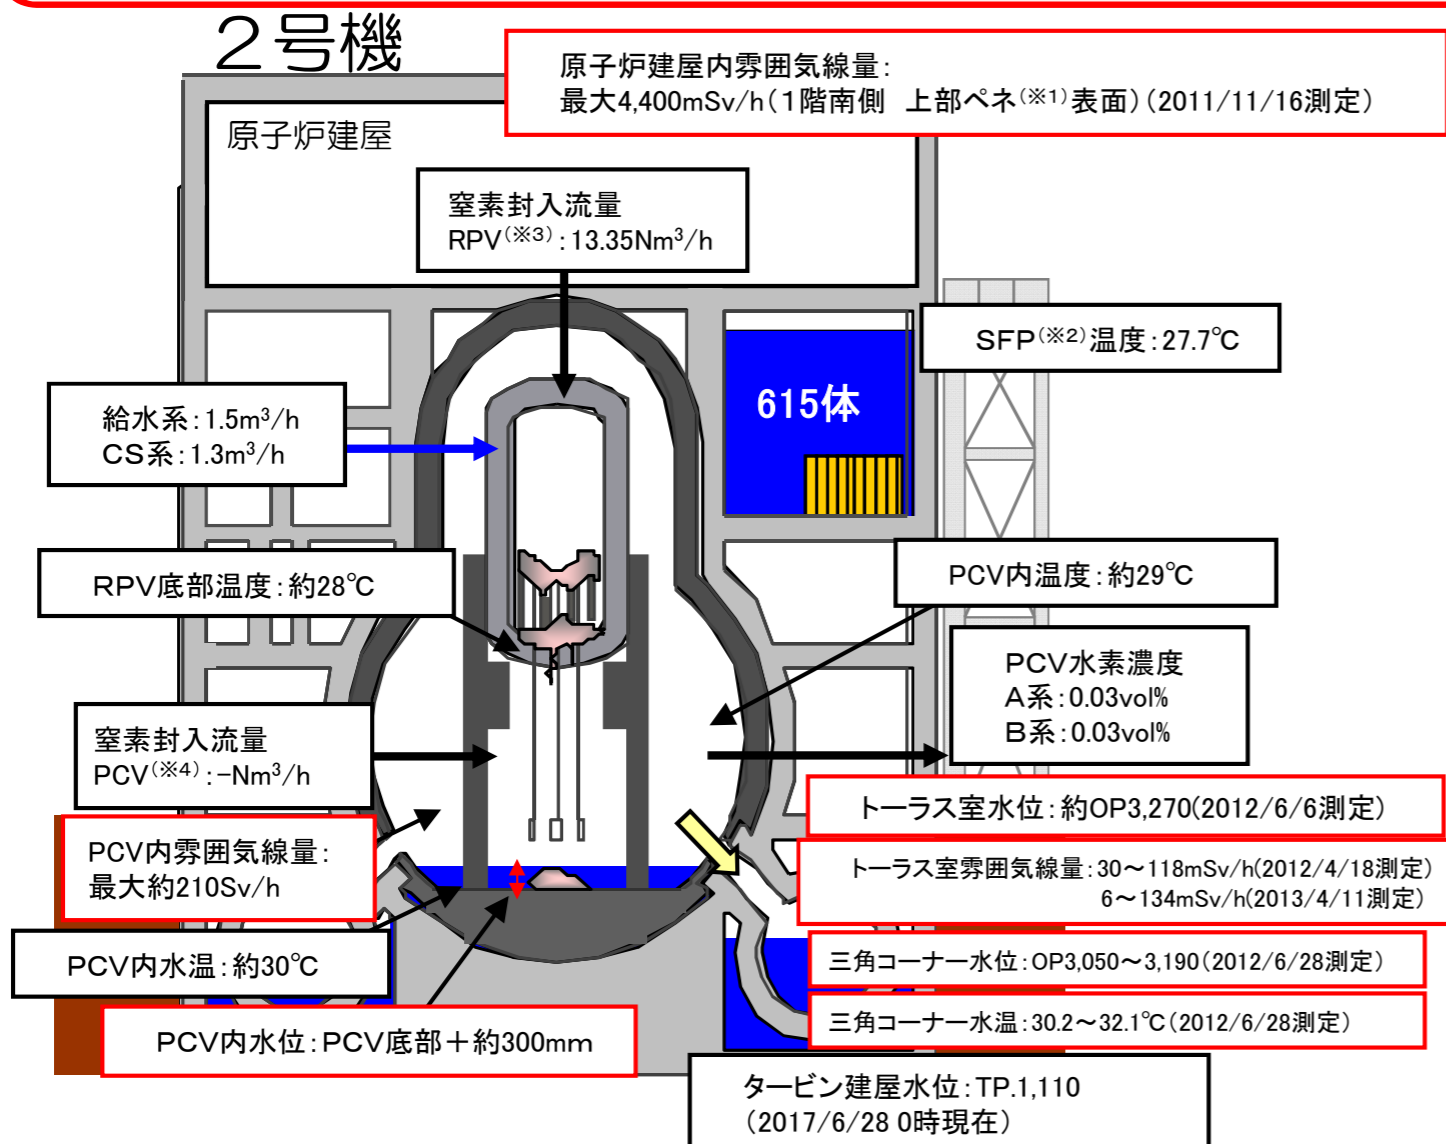 2号機
原子炉建屋内雰囲気線量:
最大4,400mSv/h(1階南側 上部ペネ(※1)表面)(2011/11/16測定)
原子炉建屋
窒素封入流量
RPV(※3):13.35Nm³/h
SFP(※2)温度:27.7℃
給水系:1.5m³/h
CS系:1.3m³/h
615体
RPV底部温度:約28℃
PCV内温度:約29℃
PCV水素濃度
A系:0.03vol%
B系:0.03vol%
窒素封入流量
PCV(※4):-Nm³/h
トーラス室水位:約OP3,270(2012/6/6測定)
PCV内雰囲気線量:
最大約210Sv/h
トーラス室雰囲気線量:30～118mSv/h(2012/4/18測定)
6～134mSv/h(2013/4/11測定)
PCV内水温:約30℃
三角コーナー水位:OP3,050～3,190(2012/6/28測定)
三角コーナー水温:30.2～32.1℃(2012/6/28測定)
PCV内水位:PCV底部+約300mm
タービン建屋水位:TP.1,110
(2017/6/28 0時現在)